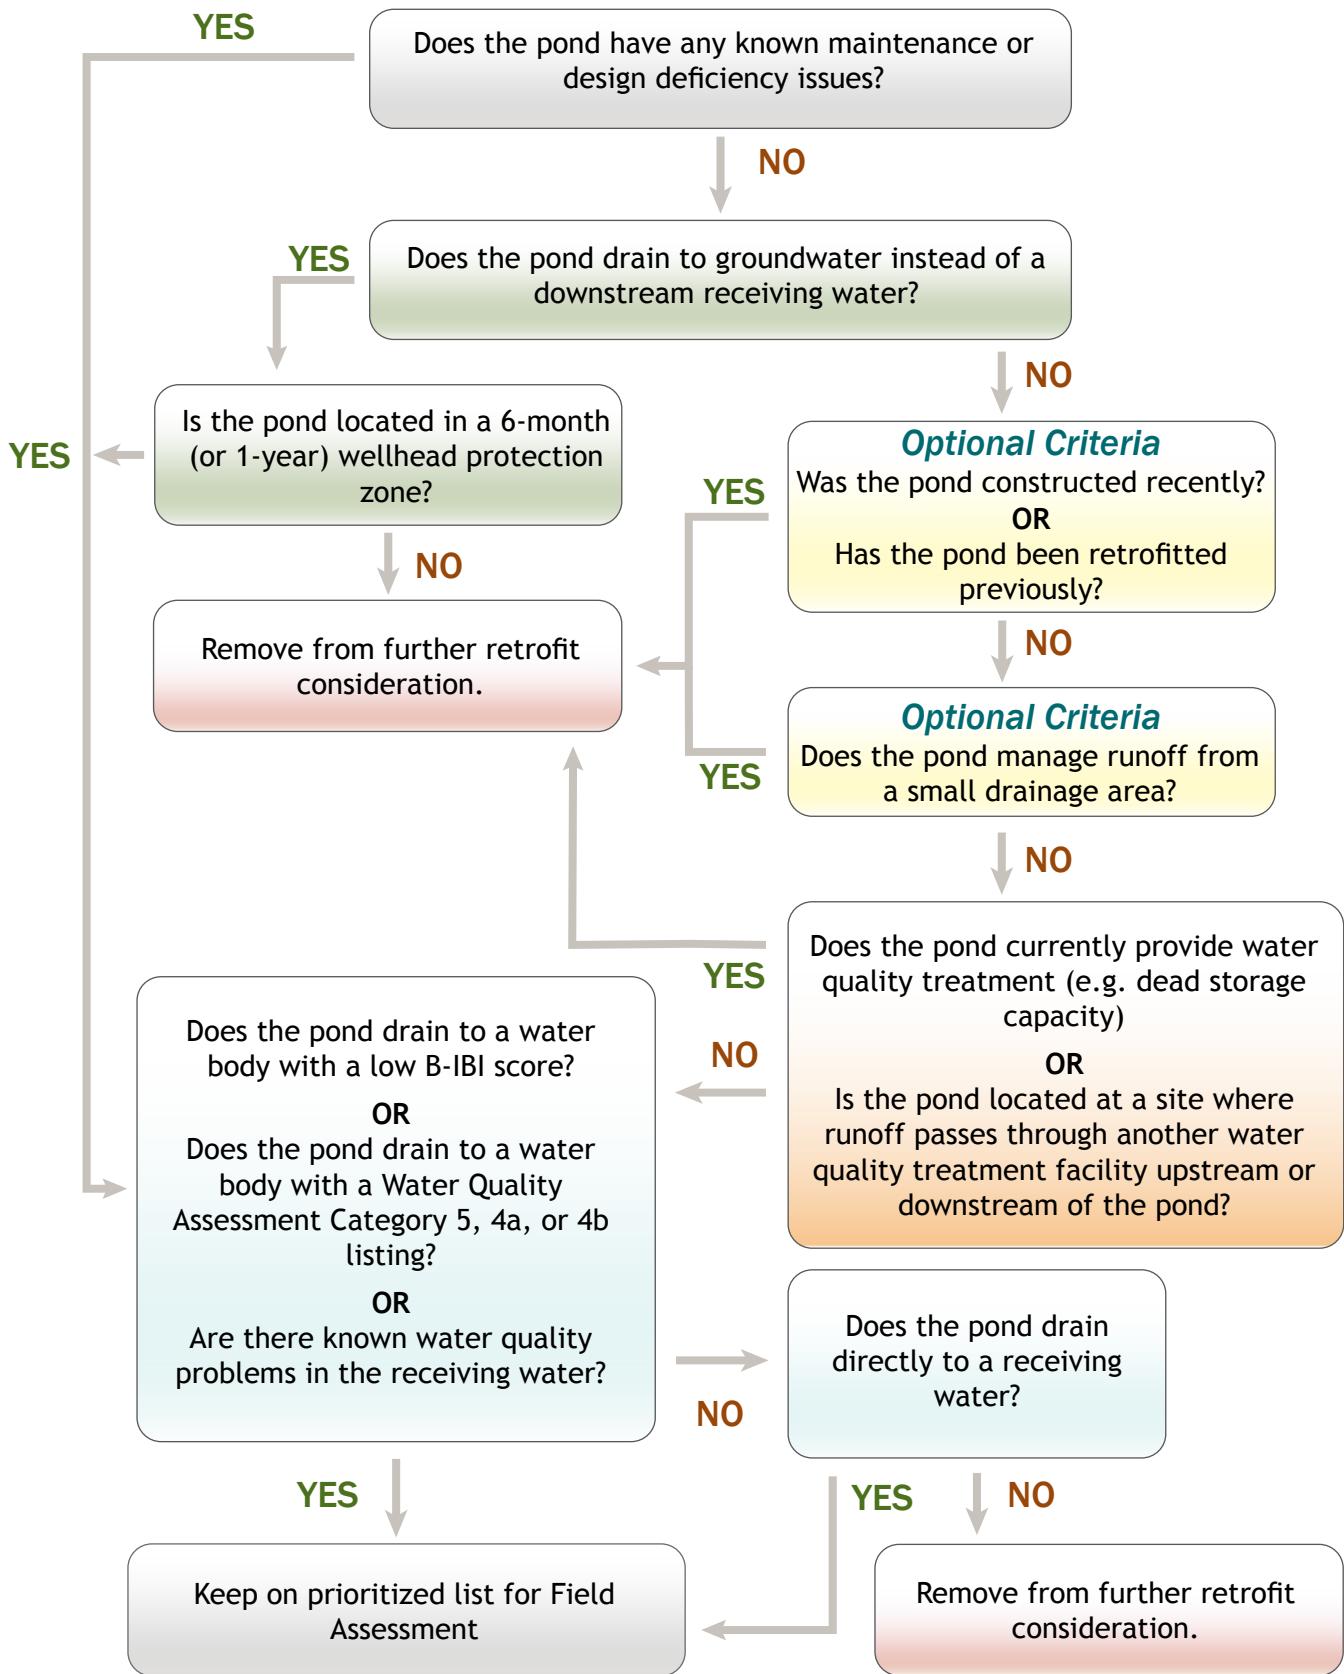 YES
Does the pond have any known maintenance or
design deficiency issues?
NO
YES
Does the pond drain to groundwater instead of a
downstream receiving water?
NO
YES
Is the pond located in a 6-month
(or 1-year) wellhead protection
zone?
NO
Optional Criteria
Was the pond constructed recently?
OR
Has the pond been retrofitted
previously?
YES
NO
Remove from further retrofit
consideration.
Optional Criteria
Does the pond manage runoff from
a small drainage area?
YES
NO
Does the pond currently provide water
quality treatment (e.g. dead storage
capacity)
OR
Is the pond located at a site where
runoff passes through another water
quality treatment facility upstream or
downstream of the pond?
YES
NO
Does the pond drain to a water
body with a low B-IBI score?
OR
Does the pond drain to a water
body with a Water Quality
Assessment Category 5, 4a, or 4b
listing?
OR
Are there known water quality
problems in the receiving water?
NO
Does the pond drain
directly to a receiving
water?
YES
YES
NO
Keep on prioritized list for Field
Assessment
Remove from further retrofit
consideration.